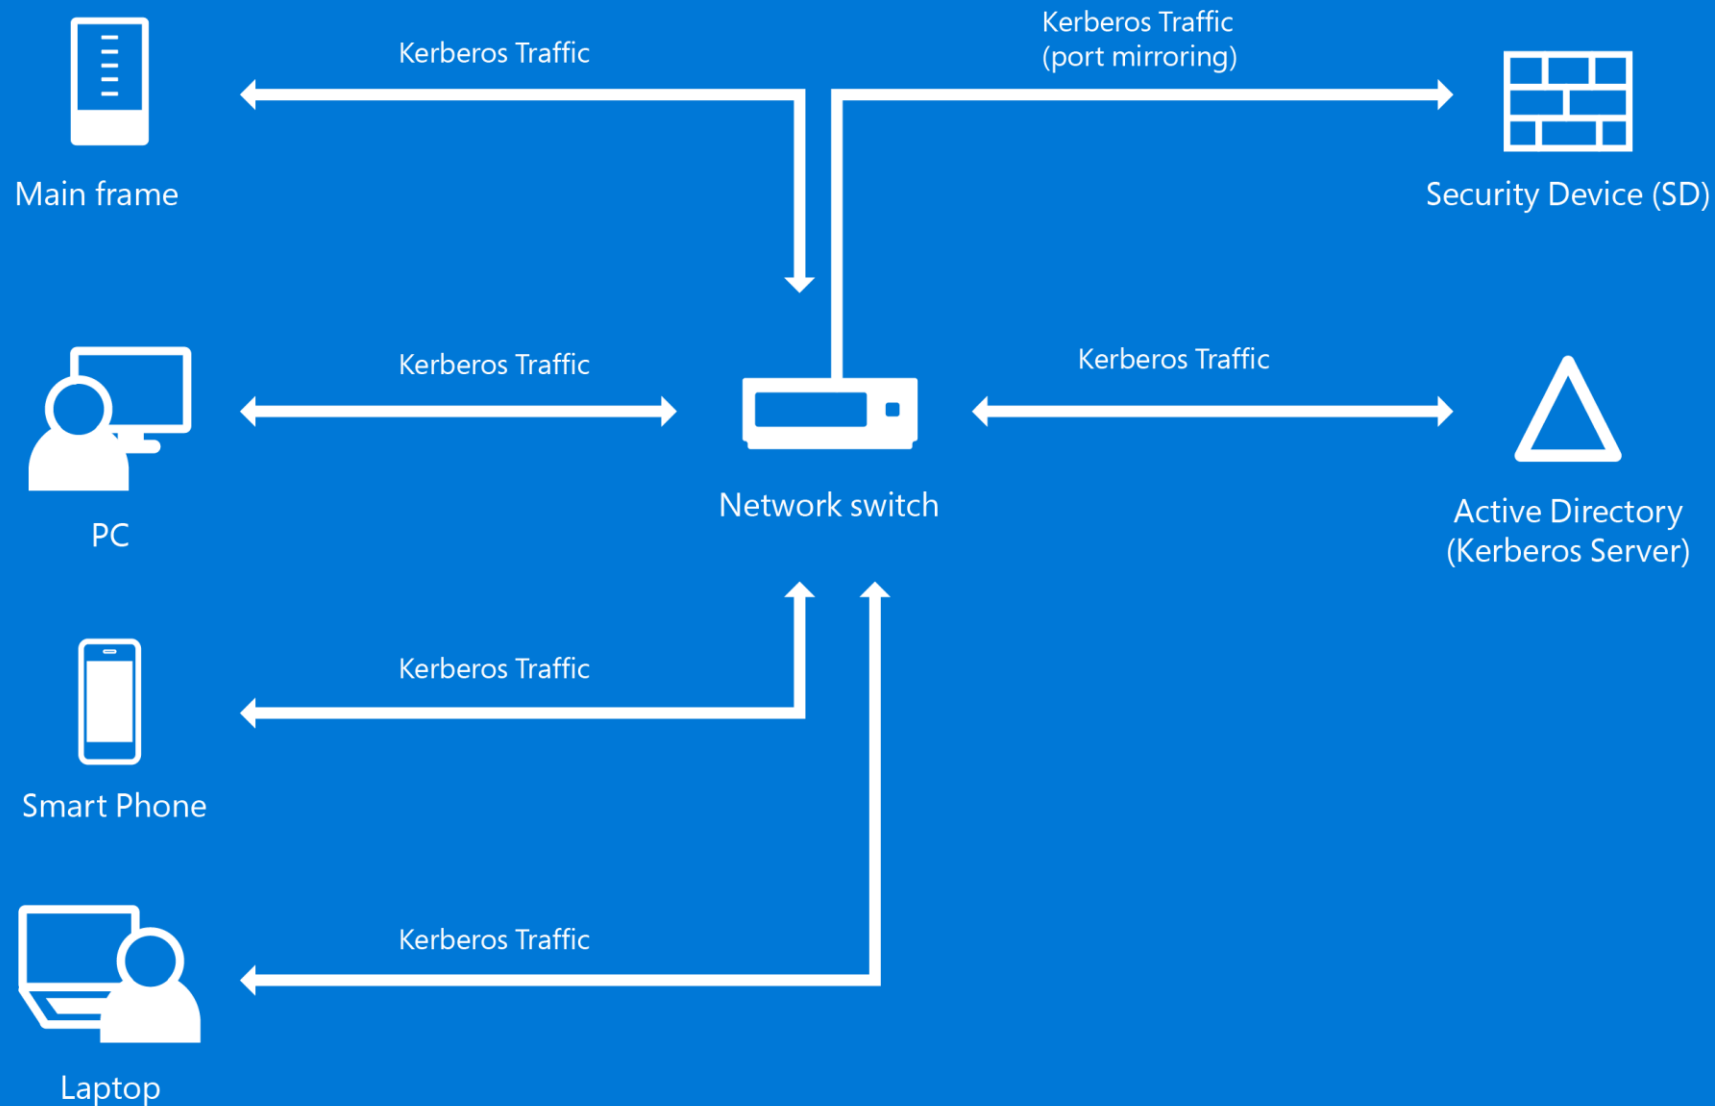 Kerberos Traffic
Kerberos Traffic
(port mirroring)
Main frame
Security Device (SD)
Kerberos Traffic
Kerberos Traffic
Network switch
PC
Active Directory
(Kerberos Server)
Kerberos Traffic
Smart Phone
Kerberos Traffic
Laptop